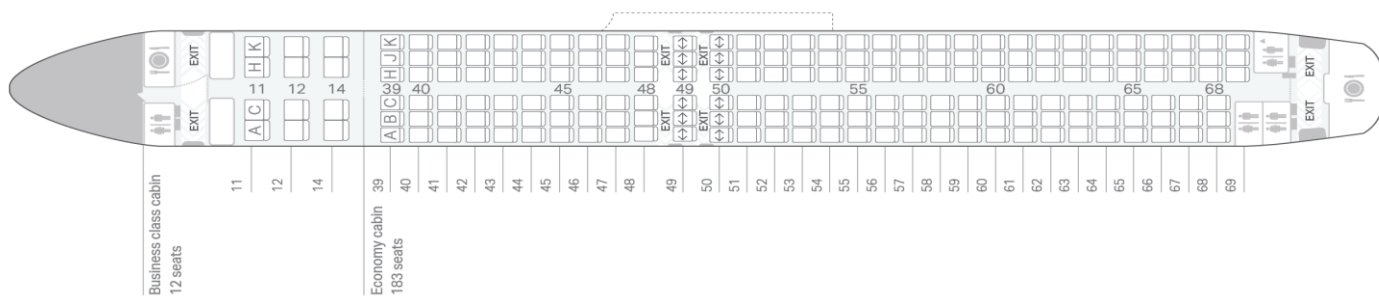 EXIT
EXIT
EXIT
EXIT
EXIT
EXIT
EXIT
EXIT
K
H
C
A
11
12
14
K
J
H
C
B
A
39
40
45
48
49
50
55
60
65
68
11
12
14
39
40
41
42
43
44
45
46
47
48
49
50
51
52
53
54
55
56
57
58
59
60
61
62
63
64
65
66
67
68
69
Business class cabin
12 seats
Economy cabin
183 seats